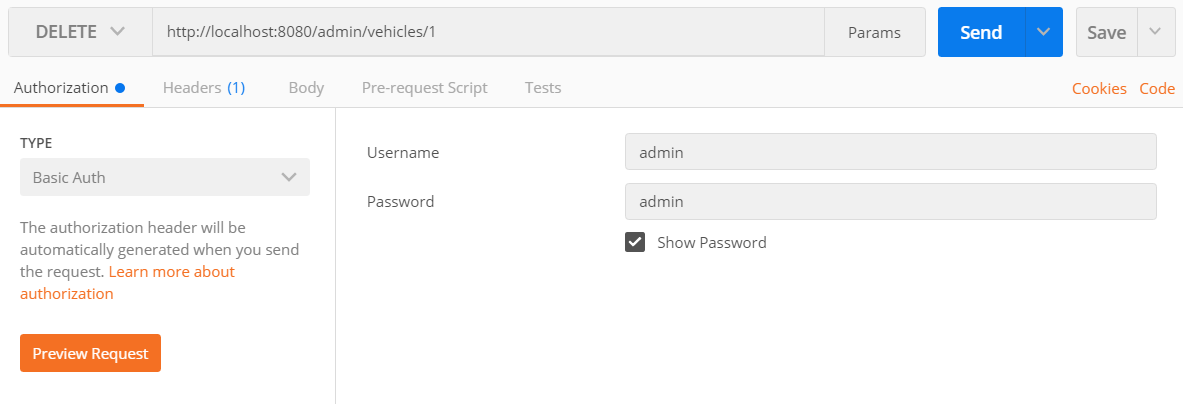 DELETE http://localhost:8080/admin/vehicles/1 Params Send Save
Authorization Headers (1) Body Pre-request Script Tests Cookies Code
TYPE
Basic Auth
The authorization header will be
automatically generated when you send
the request. Learn more about
authorization
Preview Request
Username admin
Password admin
Show Password